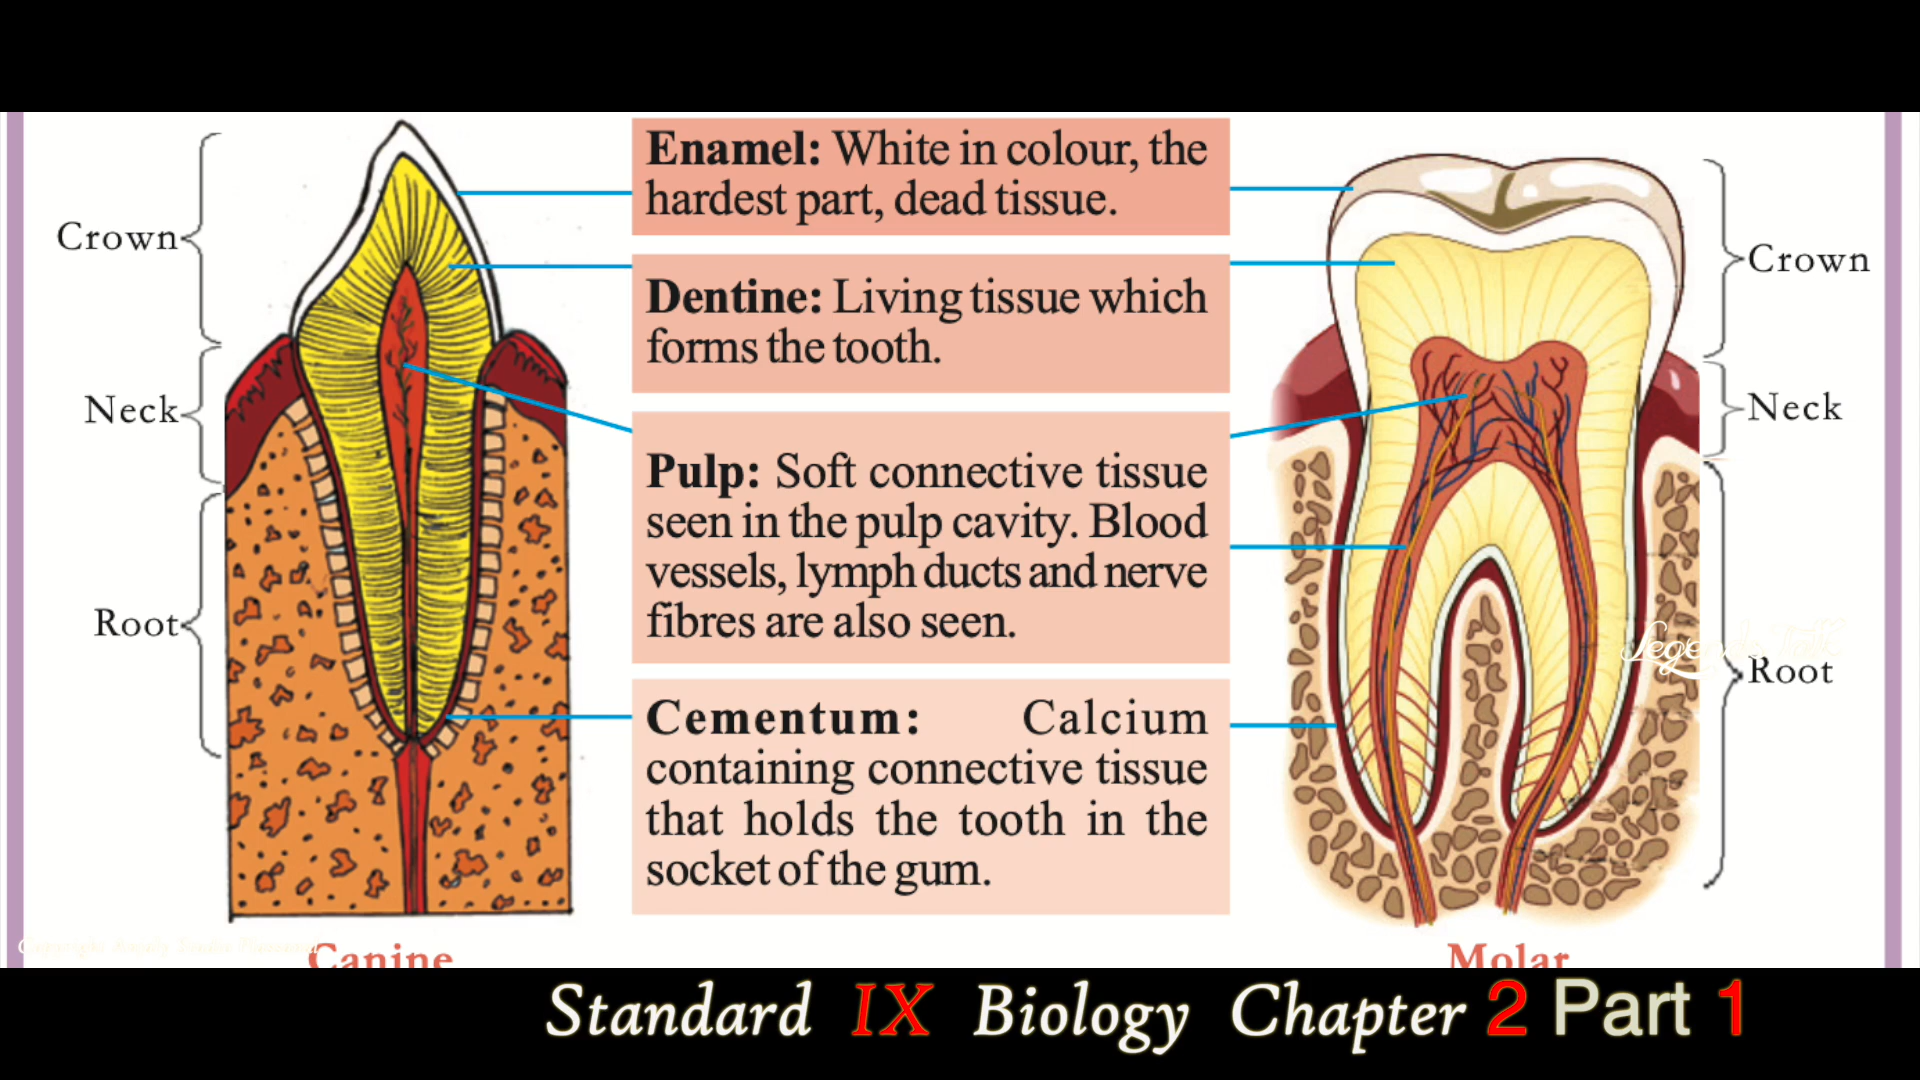 Enamel: White in colour, the
hardest part, dead tissue.
Dentine: Living tissue which
forms the tooth.
Pulp: Soft connective tissue
seen in the pulp cavity. Blood
vessels, lymph ducts and nerve
fibres are also seen.
Cementum: Calcium
containing connective tissue
that holds the tooth in the
socket of the gum.
Crown
Neck
Root
Crown
Neck
Root
Canine
Molar
Standard IX Biology Chapter 2 Part 1